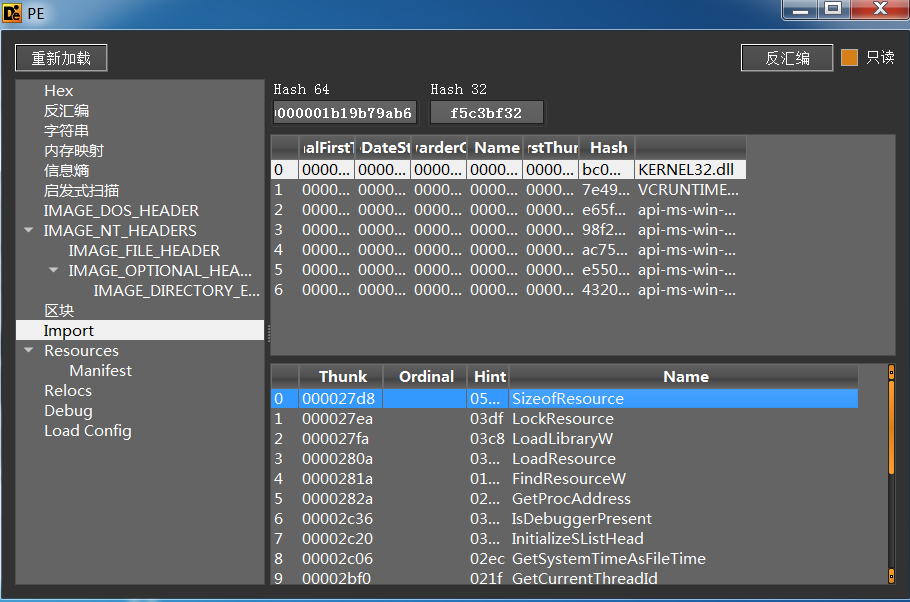 PE
重新加载
反汇编
只读
Hex
反汇编
字符串
内存映射
信息熵
启发式扫描
IMAGE_DOS_HEADER
IMAGE_NT_HEADERS
IMAGE_FILE_HEADER
IMAGE_OPTIONAL_HEA...
IMAGE_DIRECTORY_E...
区块
Import
Resources
Manifest
Relocs
Debug
Load Config
Hash 64
Hash 32
000001b19b79ab6
f5c3bf32
Name Hash
0 0000... 0000... 0000... 0000... 0000... bc0... KERNEL32.dll
1 0000... 0000... 0000... 0000... 0000... 7e49... VCRUNTIME...
2 0000... 0000... 0000... 0000... 0000... e65f... api-ms-win-...
3 0000... 0000... 0000... 0000... 0000... 98f2... api-ms-win-...
4 0000... 0000... 0000... 0000... 0000... ac75... api-ms-win-...
5 0000... 0000... 0000... 0000... 0000... e550... api-ms-win-...
6 0000... 0000... 0000... 0000... 0000... 4320... api-ms-win-...
Thunk Ordinal Hint Name
0 000027d8 05... SizeofResource
1 000027ea 03df LockResource
2 000027fa 03c8 LoadLibraryW
3 0000280a 03... LoadResource
4 0000281a 01... FindResourceW
5 0000282a 02... GetProcAddress
6 00002c36 03... IsDebuggerPresent
7 00002c20 03... InitializeSListHead
8 00002c06 02ec GetSystemTimeAsFileTime
9 00002bf0 021f GetCurrentThreadId